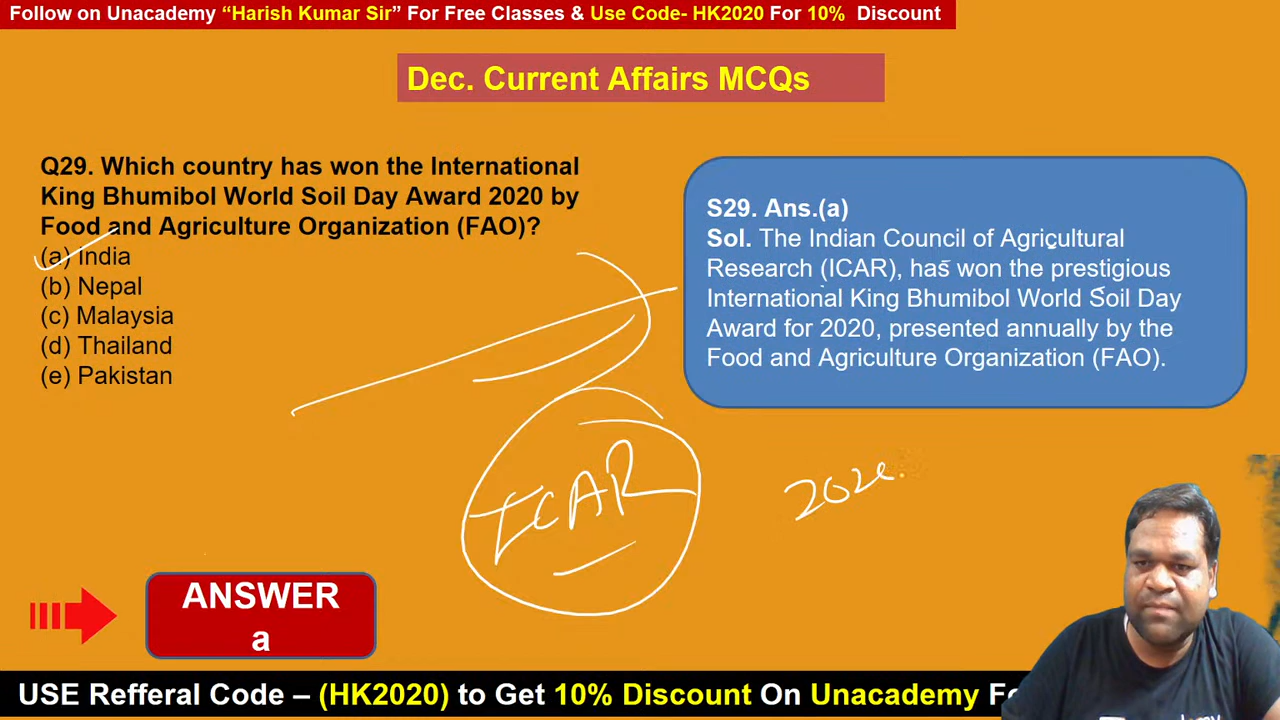 Follow on Unacademy “Harish Kumar Sir” For Free Classes & Use Code- HK2020 For 10% Discount
Dec. Current Affairs MCQs
Q29. Which country has won the International
King Bhumibol World Soil Day Award 2020 by
Food and Agriculture Organization (FAO)?
(a) India
(b) Nepal
(c) Malaysia
(d) Thailand
(e) Pakistan
S29. Ans.(a)
Sol. The Indian Council of Agricultural
Research (ICAR), has won the prestigious
International King Bhumibol World Soil Day
Award for 2020, presented annually by the
Food and Agriculture Organization (FAO).
ICAR
2020
ANSWER
a
USE Refferal Code – (HK2020) to Get 10% Discount On Unacademy